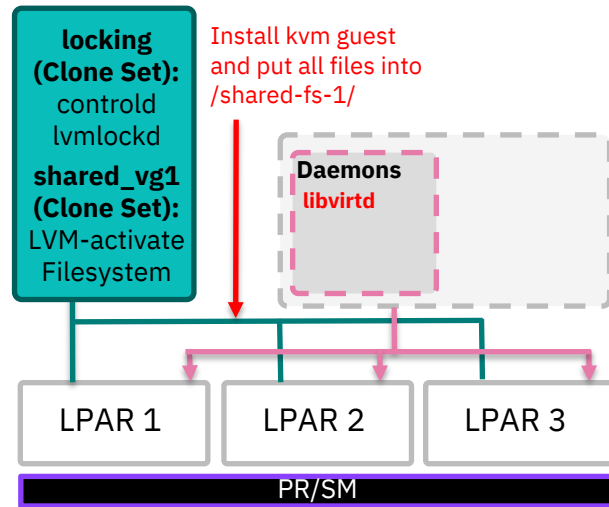 locking
(Clone Set):
controld
lvmlockd
shared_vg1
(Clone Set):
LVM-activate
Filesystem
Install kvm guest
and put all files into
/shared-fs-1/
Daemons
libvirtd
LPAR 1
LPAR 2
LPAR 3
PR/SM